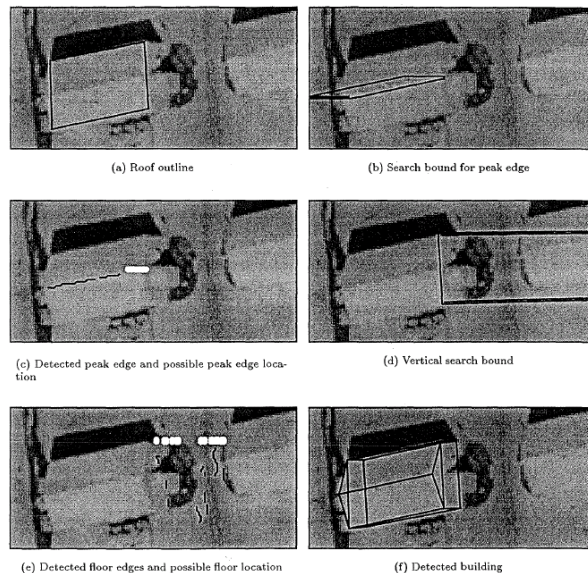 (a) Roof outline
(b) Search bound for peak edge
(c) Detected peak edge and possible peak edge loca-
tion
(d) Vertical search bound
(e) Detected floor edges and possible floor location
(f) Detected building